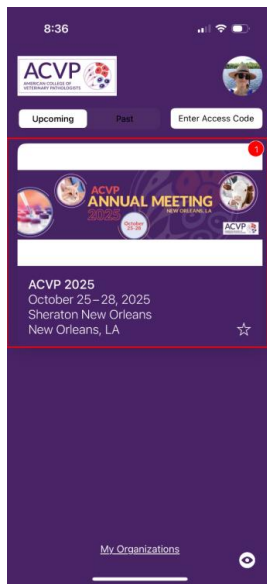 8:36
ACVP
AMERICAN COLLEGE OF
VETERINARY PATHOLOGISTS
Upcoming
Past
Enter Access Code
1
ACVP
ANNUAL MEETING
2025
NEW ORLEANS, LA
October
25-28
ACVP
ACVP 2025
October 25–28, 2025
Sheraton New Orleans
New Orleans, LA
My Organizations